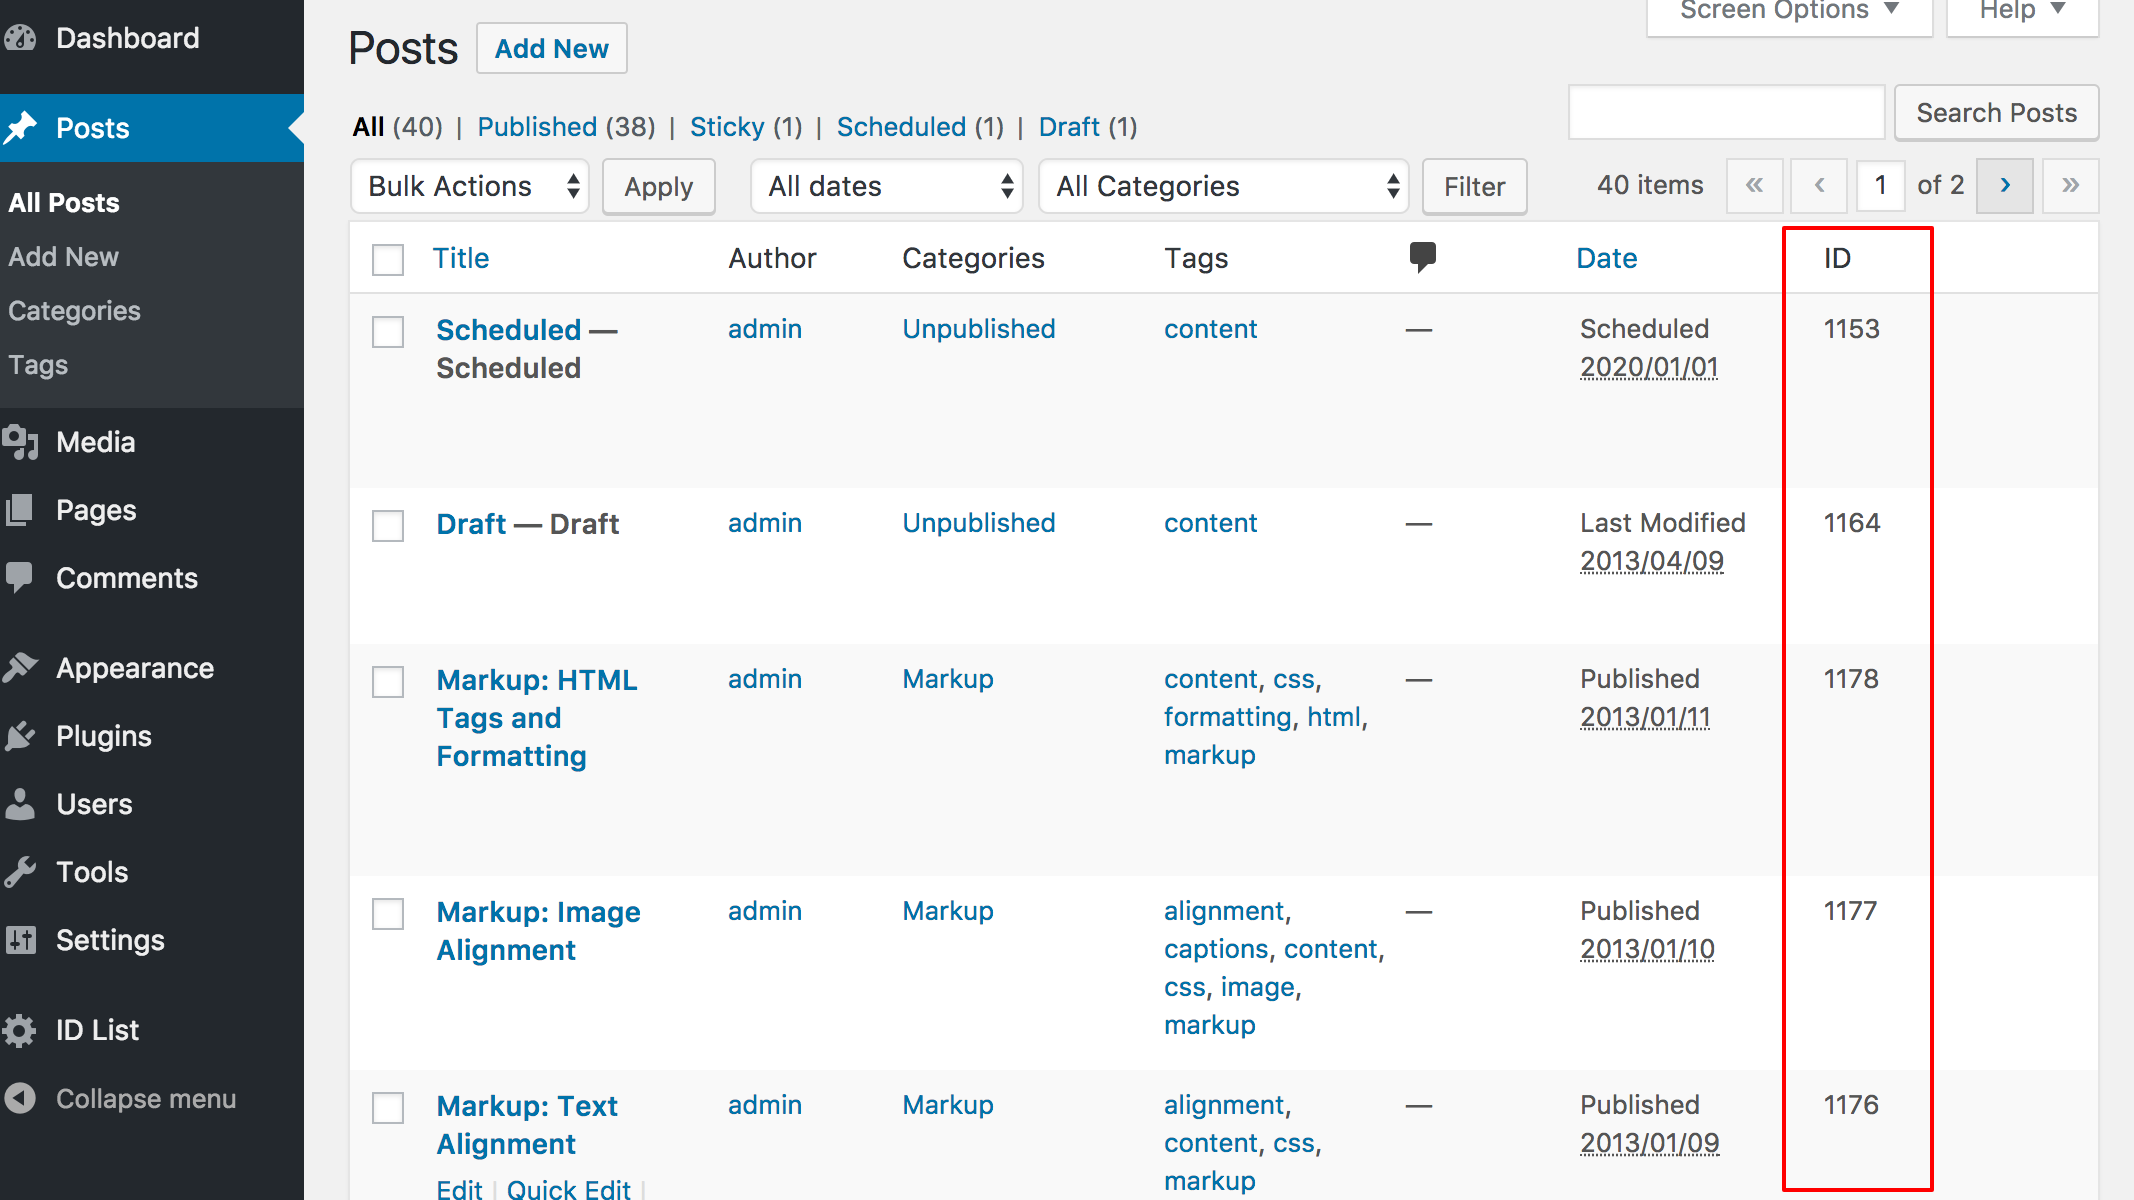 Dashboard
Posts
All Posts
Add New
Categories
Tags
Media
Pages
Comments
Appearance
Plugins
Users
Tools
Settings
ID List
Collapse menu
Screen Options ▼
Help ▼
Posts Add New
All (40) | Published (38) | Sticky (1) | Scheduled (1) | Draft (1)
Search Posts
Bulk Actions Apply All dates All Categories Filter 40 items « ‹ 1 of 2 › »
Title Author Categories Tags Date ID
Scheduled — admin Unpublished content — Scheduled 1153
Scheduled 2020/01/01
Draft — Draft admin Unpublished content — Last Modified 1164
2013/04/09
Markup: HTML admin Markup content, css, — Published 1178
Tags and formatting, html, 2013/01/11
Formatting markup
Markup: Image admin Markup alignment, — Published 1177
Alignment captions, content, 2013/01/10
css, image,
markup
Markup: Text admin Markup alignment, — Published 1176
Alignment content, css, 2013/01/09
Edit | Quick Edit | markup